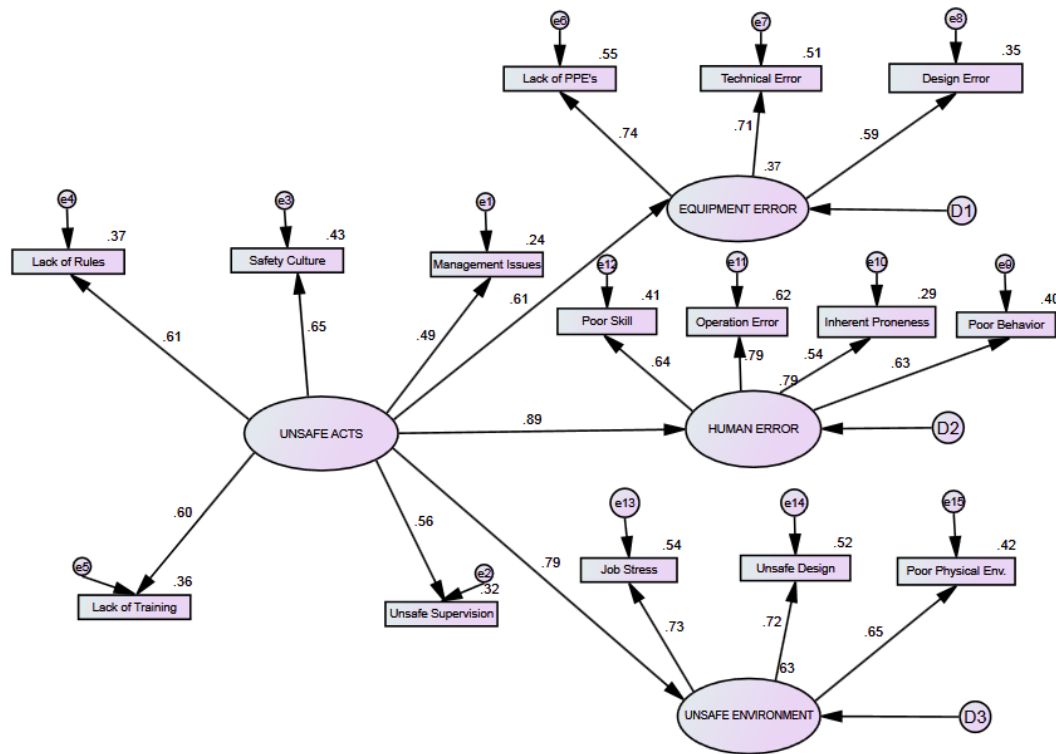 e6
e7
e8
.55
.51
.35
Lack of PPE's
Technical Error
Design Error
.74
.71
.59
.37
EQUIPMENT ERROR
D1
e4
e3
e1
.37
.43
.24
Lack of Rules
Safety Culture
Management Issues
.61
.65
.49
.61
e12
e11
e10
e9
.41
.62
.29
.40
Poor Skill
Operation Error
Inherent Proneness
Poor Behavior
.64
.79
.54
.63
.79
UNSAFE ACTS
.89
HUMAN ERROR
D2
.60
.56
.79
e5
e2
.36
.32
Lack of Training
Unsafe Supervision
e13
e14
e15
.54
.52
.42
Job Stress
Unsafe Design
Poor Physical Env.
.73
.72
.65
63
UNSAFE ENVIRONMENT
D3